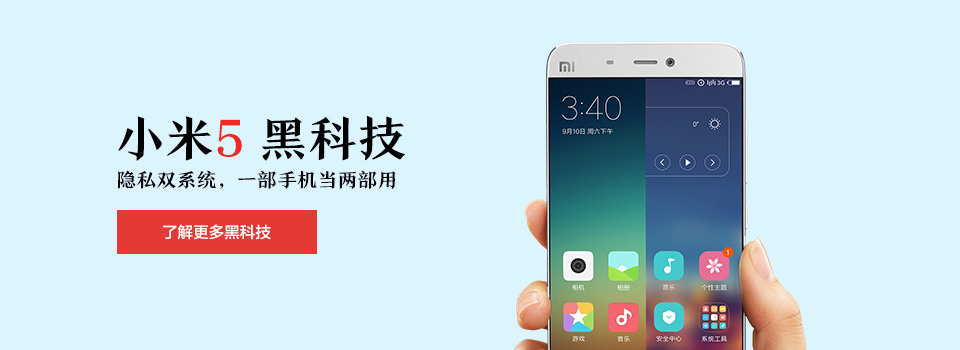 小米5 黑科技
隐私双系统，一部手机当两部用
了解更多黑科技
mi
3G
3:40
9月10日 周六下午
0°
1
相机 相册 音乐 个性主题
游戏 音乐 安全中心 系统工具